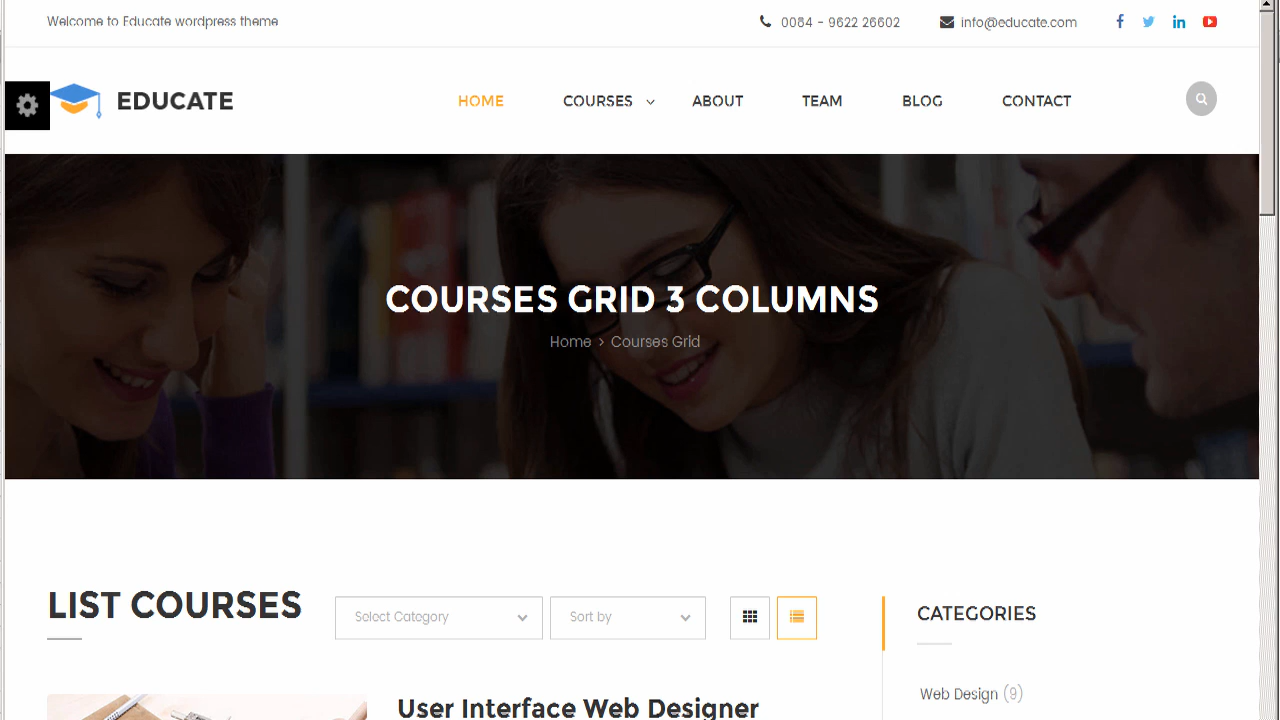 Welcome to Educate wordpress theme
0084 - 9622 26602
info@educate.com
EDUCATE
HOME
COURSES
ABOUT
TEAM
BLOG
CONTACT
COURSES GRID 3 COLUMNS
Home > Courses Grid
LIST COURSES
Select Category
Sort by
CATEGORIES
Web Design (9)
User Interface Web Designer